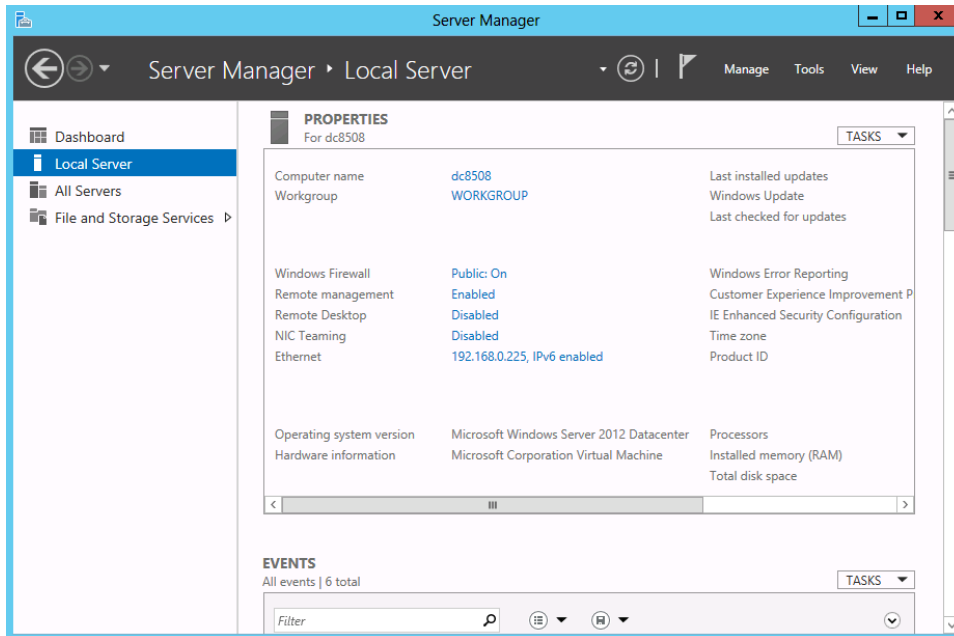 Server Manager
Server Manager • Local Server
Manage Tools View Help
Dashboard
Local Server
All Servers
File and Storage Services
PROPERTIES
For dc8508
TASKS
Computer name dc8508 Last installed updates
Workgroup WORKGROUP Windows Update
Last checked for updates
Windows Firewall Public: On Windows Error Reporting
Remote management Enabled Customer Experience Improvement P
Remote Desktop Disabled IE Enhanced Security Configuration
NIC Teaming Disabled Time zone
Ethernet 192.168.0.225, IPv6 enabled Product ID
Operating system version Microsoft Windows Server 2012 Datacenter Processors
Hardware information Microsoft Corporation Virtual Machine Installed memory (RAM)
Total disk space
EVENTS
All events | 6 total
TASKS
Filter